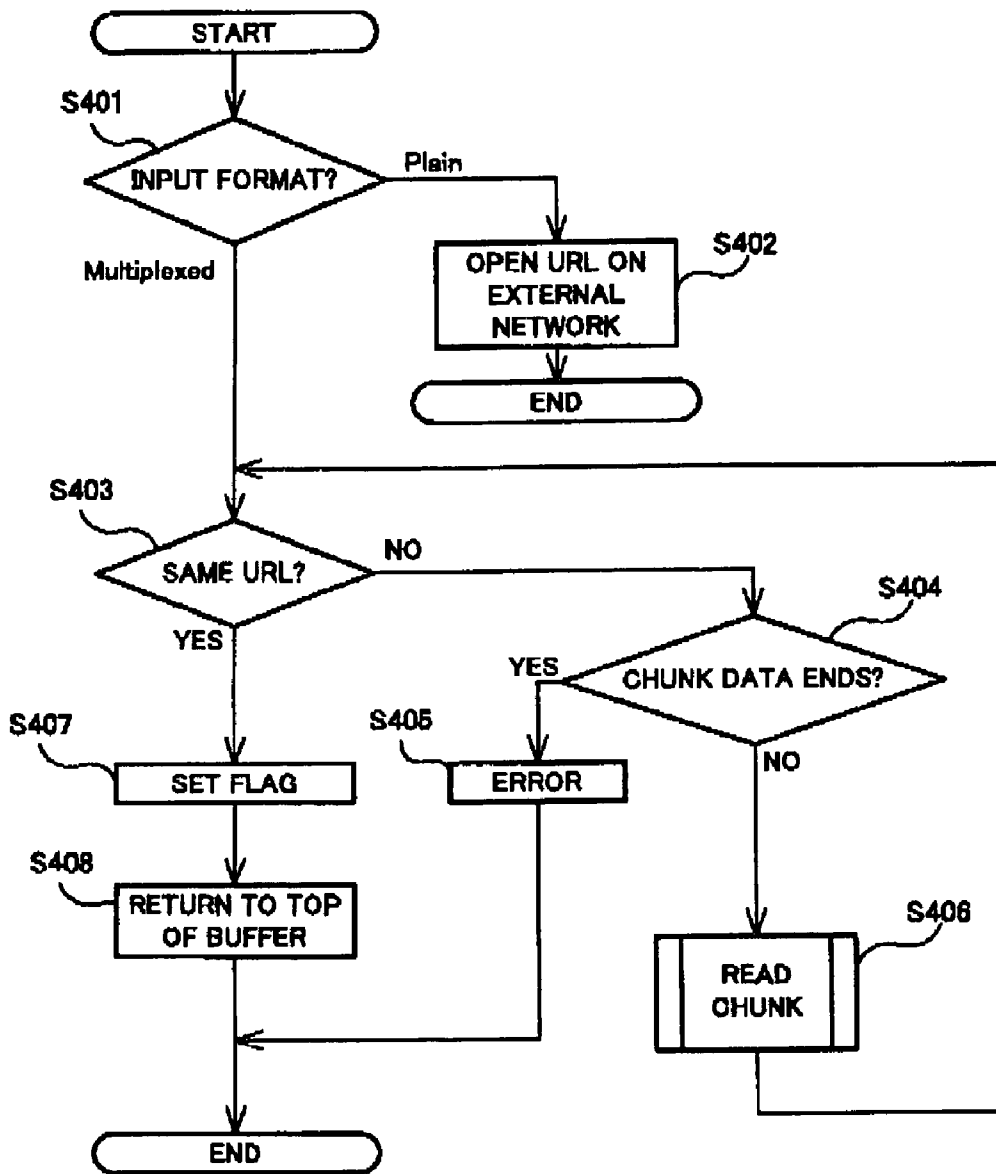 START
S401
INPUT FORMAT?
Plain
Multiplexed
S402
OPEN URL ON
EXTERNAL
NETWORK
END
S403
SAME URL?
NO
YES
S404
CHUNK DATA ENDS?
YES
NO
S405
ERROR
S407
SET FLAG
S408
RETURN TO TOP
OF BUFFER
S406
READ
CHUNK
END